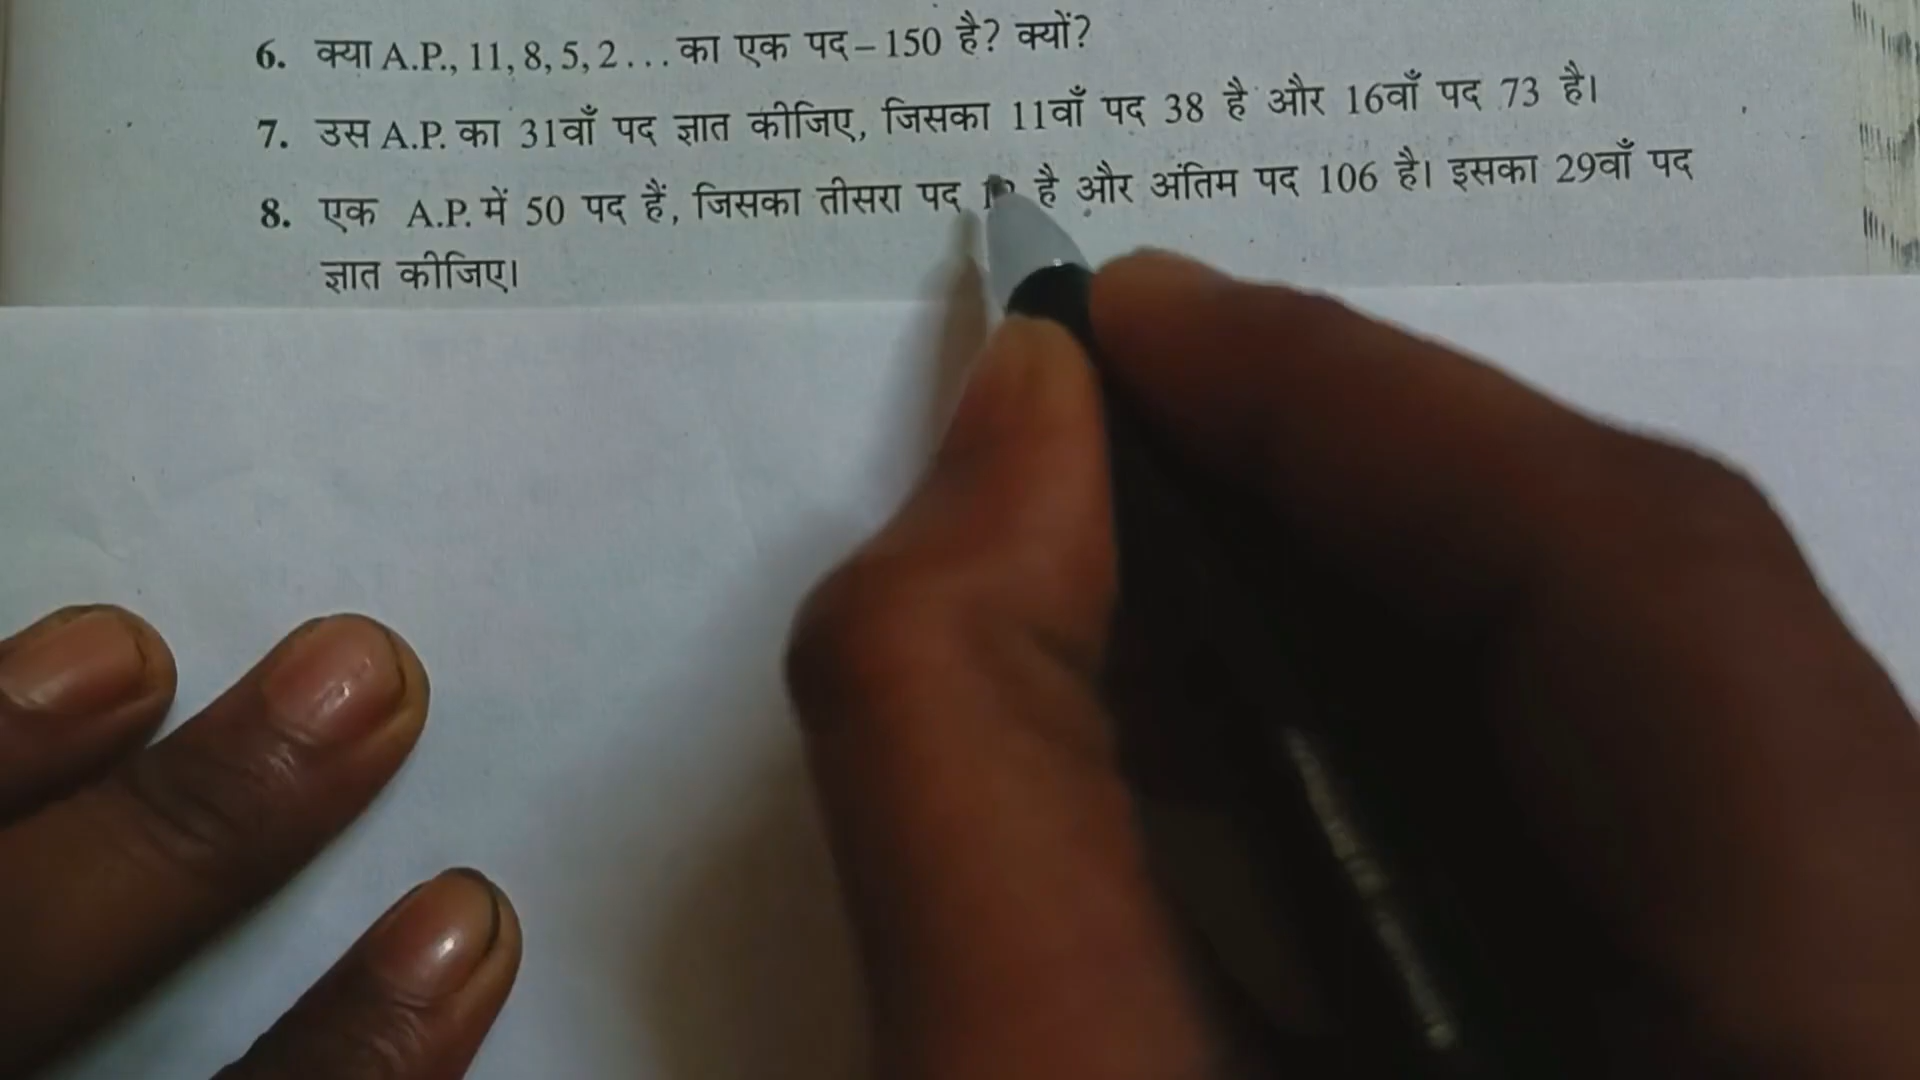 6. क्या A.P., 11, 8, 5, 2 . . . का एक पद – 150 है? क्यों?
7. उस A.P. का 31वाँ पद ज्ञात कीजिए, जिसका 11वाँ पद 38 है और 16वाँ पद 73 है।
8. एक A.P. में 50 पद हैं, जिसका तीसरा पद है और अंतिम पद 106 है। इसका 29वाँ पद
ज्ञात कीजिए।